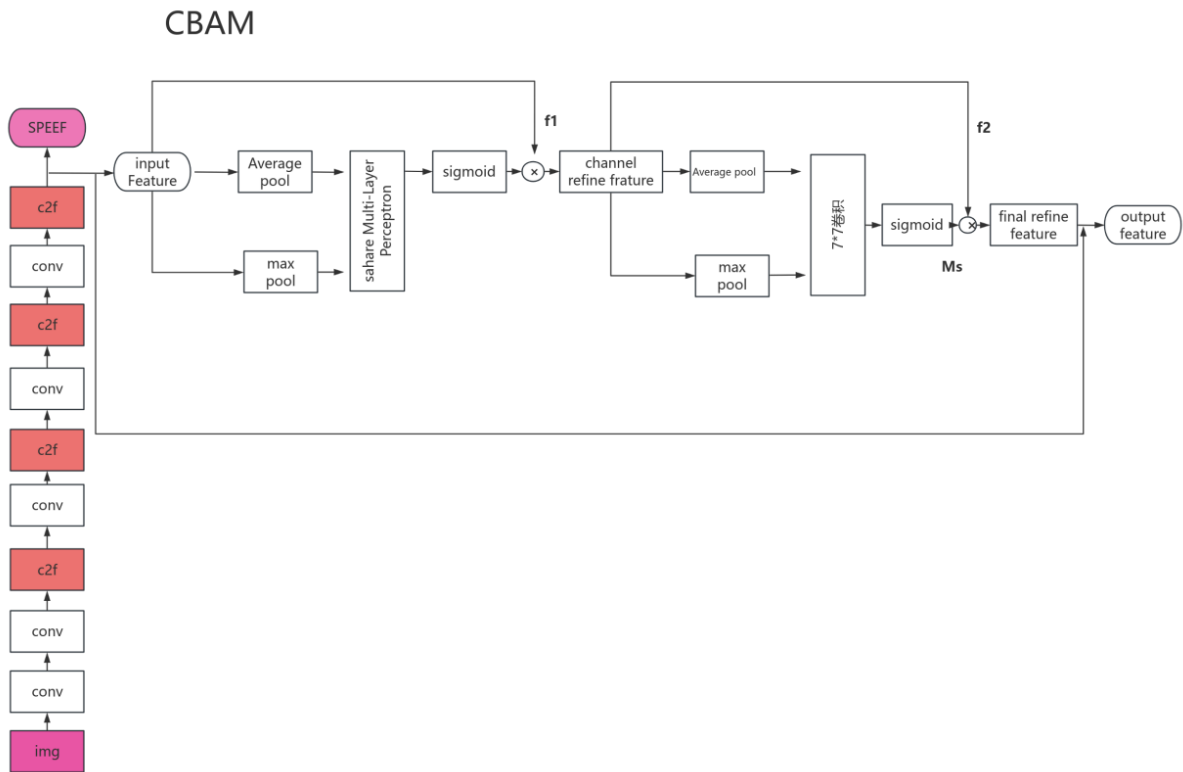 CBAM
SPEEF
c2f
conv
c2f
conv
c2f
conv
c2f
conv
conv
img
input
Feature
Average
pool
max
pool
sahare Multi-Layer
Perceptron
sigmoid
×
f1
channel
refine frature
Average pool
max
pool
7*7卷积
sigmoid
×
f2
Ms
final refine
feature
output
feature